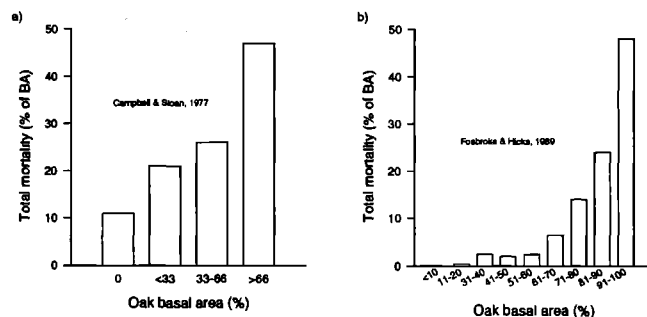 a)
Total mortality (% of BA)
50
40
30
20
10
0
Campbell & Sloan, 1977
0 <33 33-66 >66
Oak basal area (%)
b)
Total mortality (% of BA)
50
40
30
20
10
0
Fosbroke & Hicks, 1989
<10 11-20 31-40 41-50 51-60 61-70 71-80 81-90 91-100
Oak basal area (%)